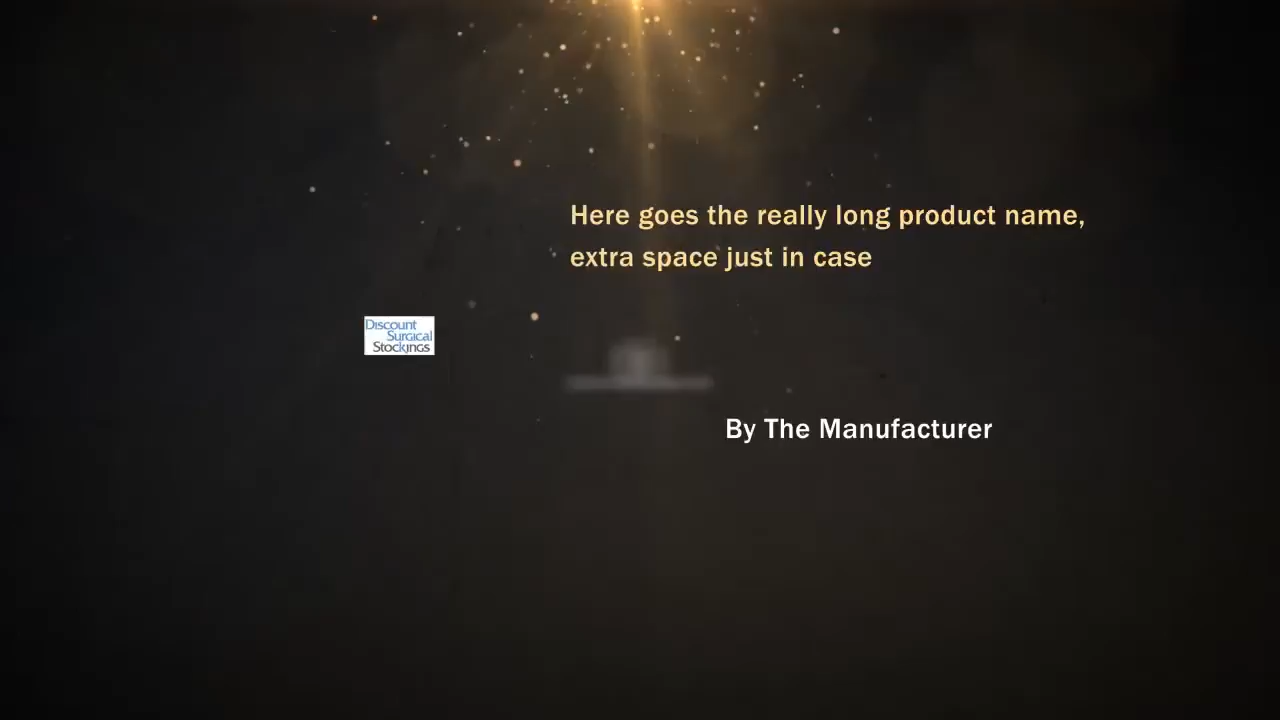 Here goes the really long product name,
extra space just in case
Discount
Surgical
Stockings
By The Manufacturer